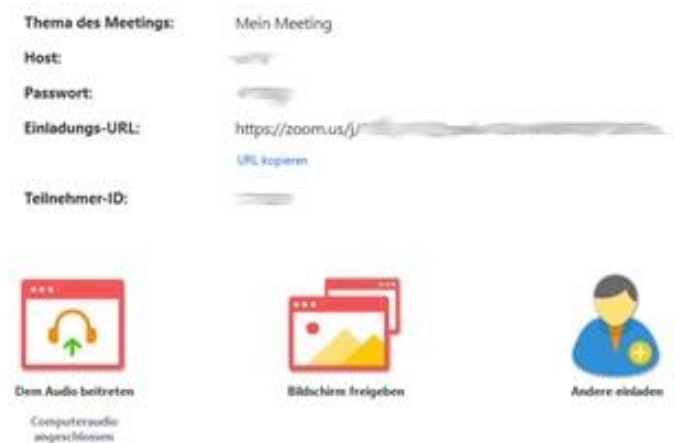 Thema des Meetings: Mein Meeting
Host:
Passwort:
Einladungs-URL: https://zoom.us/j/
URL kopieren
Teilnehmer-ID:
Dem Audio beitreten Bildschirm freigeben Andere einladen
Computeraudio
angeschlossen